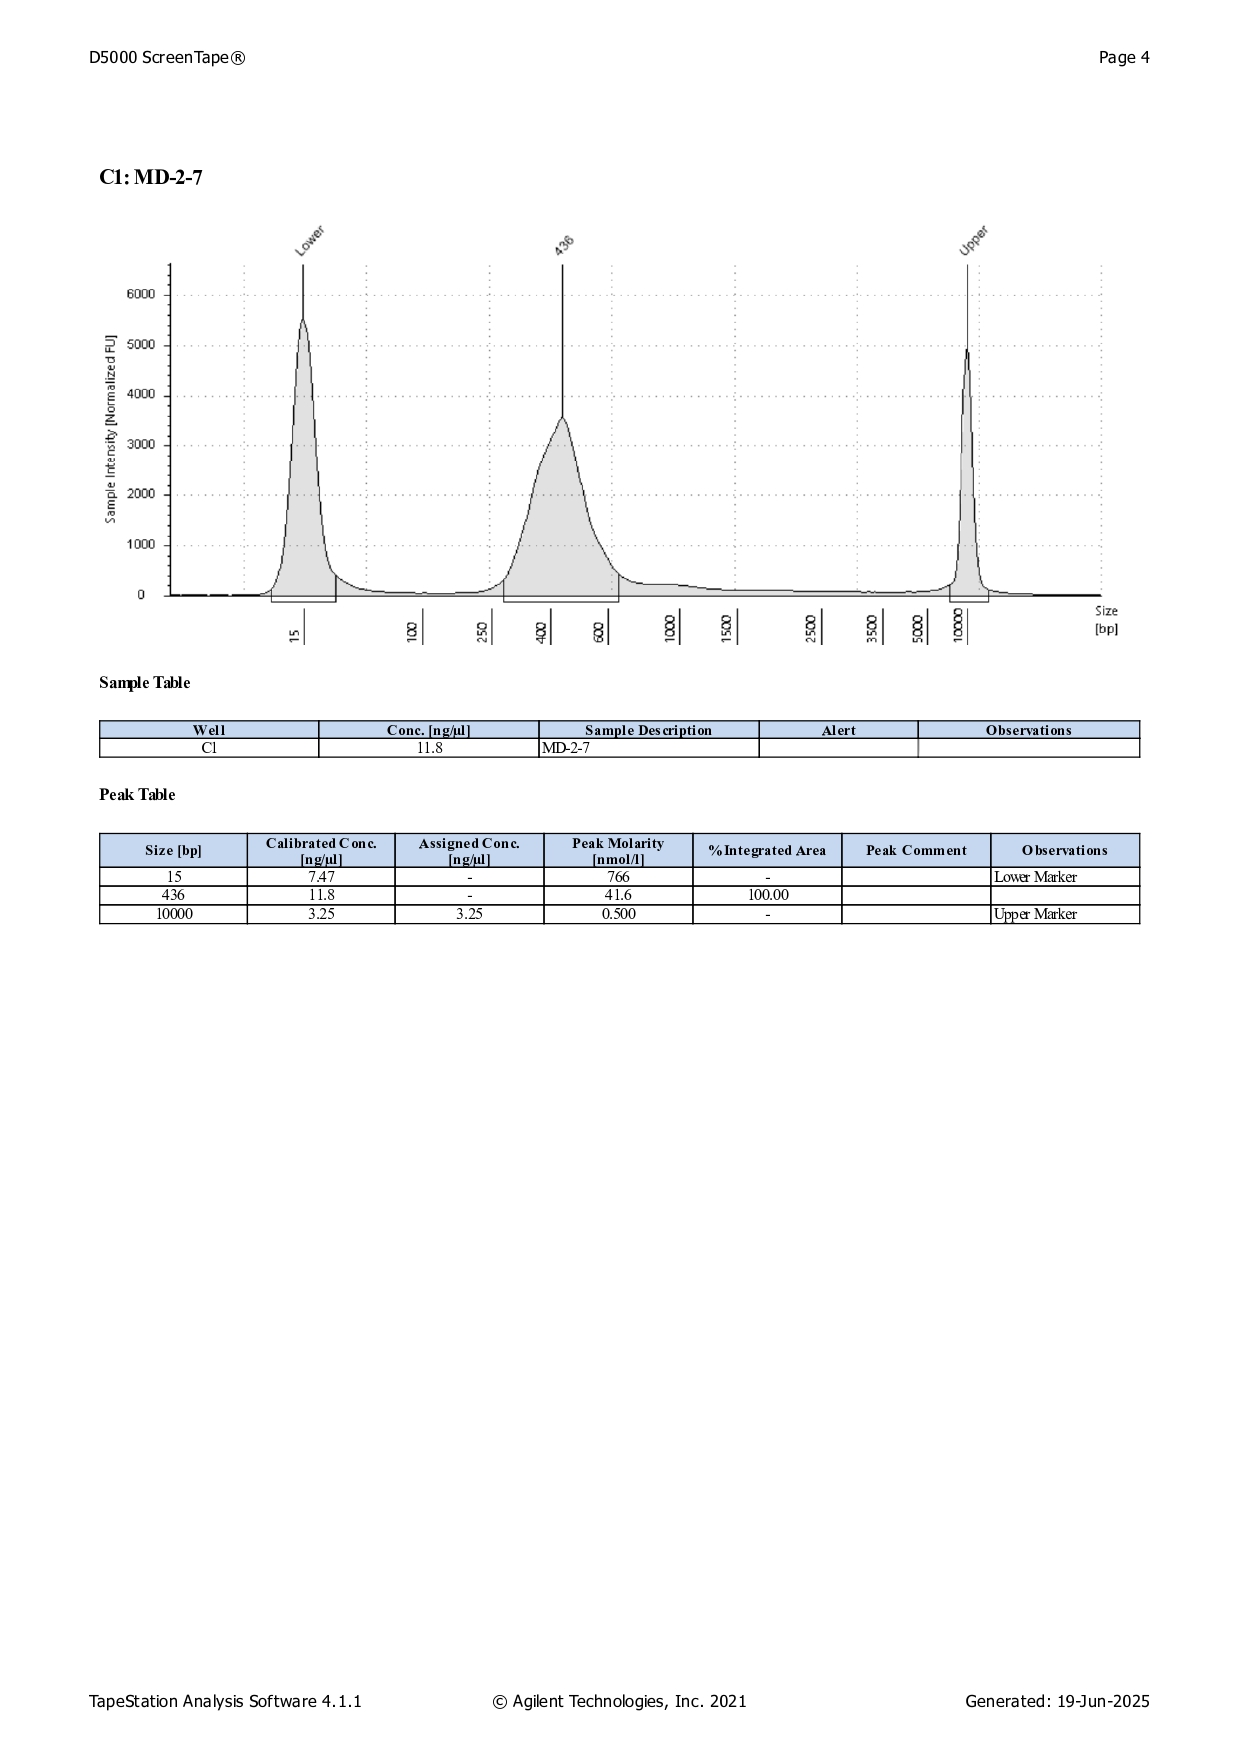 D5000 ScreenTape® Page 4
C1: MD-2-7
Lower 436 Upper
Sample Intensity [Normalized FU]
6000
5000
4000
3000
2000
1000
0
15 100 250 400 600 1000 1500 2500 3500 5000 10000 Size [bp]
Sample Table
Well Conc. [ng/µl] Sample Description Alert Observations
C1 11.8 MD-2-7
Peak Table
Size [bp] Calibrated Conc. [ng/µl] Assigned Conc. [ng/µl] Peak Molarity [nmol/l] % Integrated Area Peak Comment Observations
15 7.47 - 766 - Lower Marker
436 11.8 - 41.6 100.00
10000 3.25 3.25 0.500 - Upper Marker
TapeStation Analysis Software 4.1.1 © Agilent Technologies, Inc. 2021 Generated: 19-Jun-2025